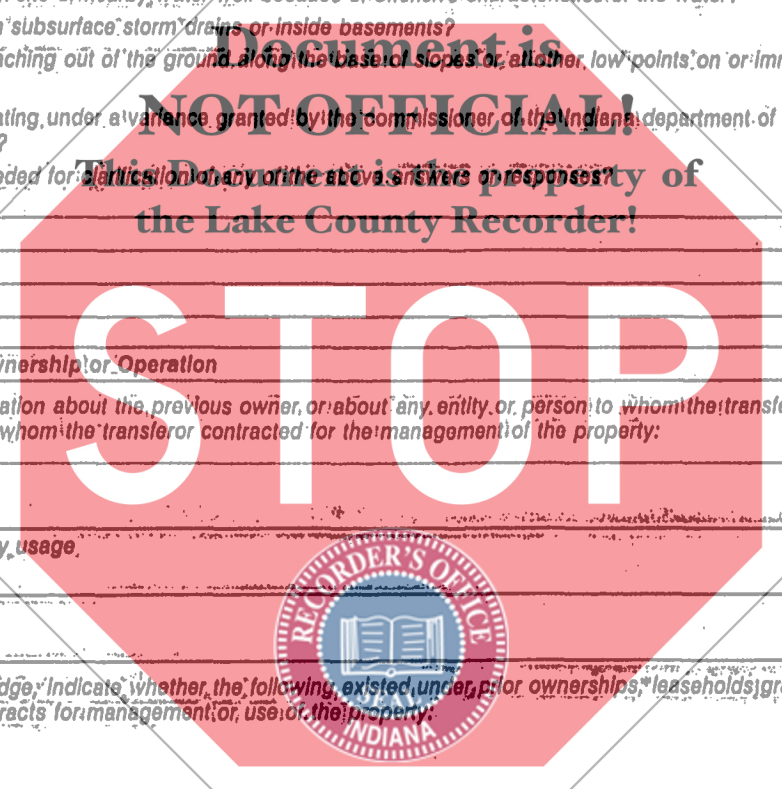 subsurface storm drains or inside basements?
Document is
ching out of the ground along the base of slopes or at other low points on or imm
ting under a variance granted by the commissioner of the Indiana department of
NOT OFFICIAL!
?
ded for clarification of any of the above answers or responses?
This Document is the property of
the Lake County Recorder!
STOP
nership or Operation
ation about the previous owner or about any entity or person to whom the transfe
whom the transferor contracted for the management of the property:
y usage
RECORDER'S OFFICE
INDIANA
dge, indicate whether the following existed under prior ownerships, leaseholds gra
racts for management or use of the property: